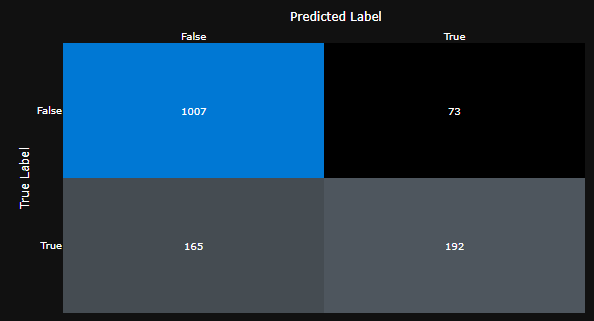 Predicted Label
False True
False 1007 73
True Label
True 165 192